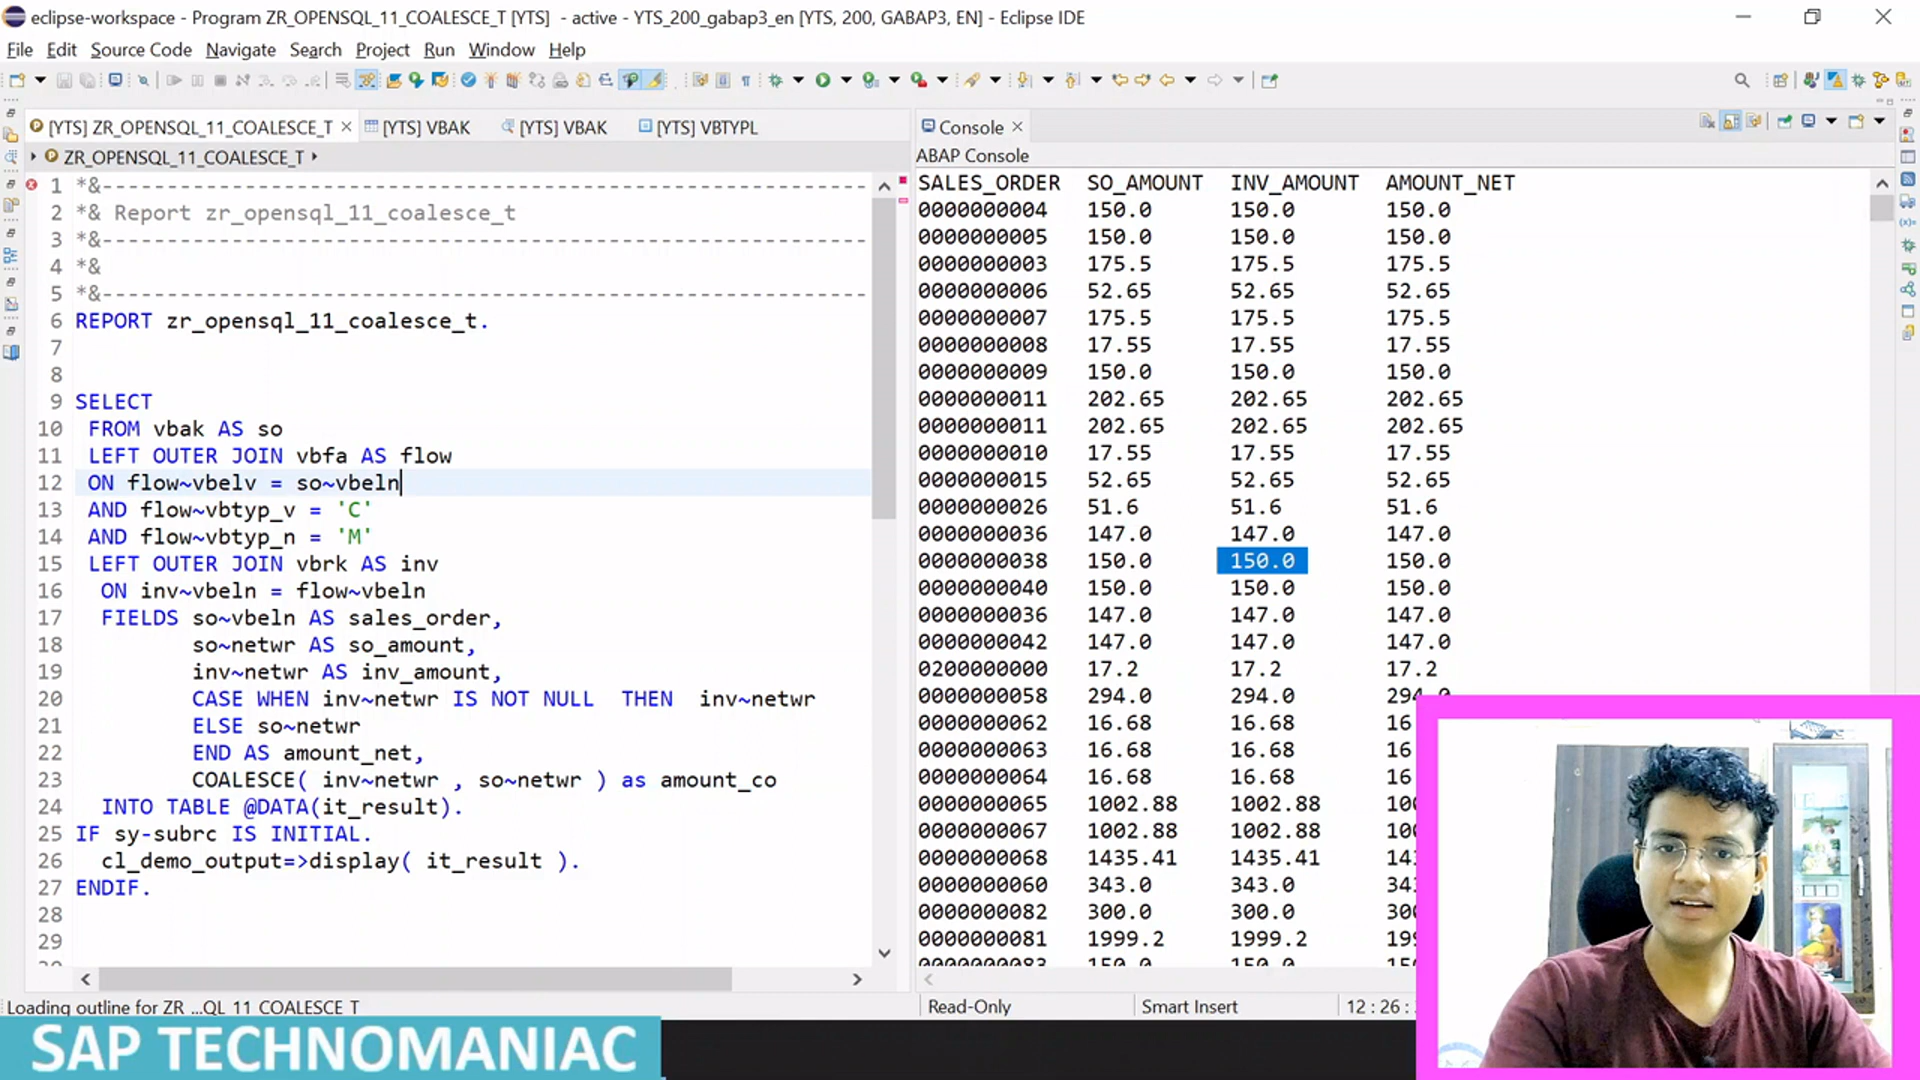 eclipse-workspace - Program ZR_OPENSQL_11_COALESCE_T [YTS] - active - YTS_200_gabap3_en [YTS, 200, GABAP3, EN] - Eclipse IDE
File Edit Source Code Navigate Search Project Run Window Help
[YTS] ZR_OPENSQL_11_COALESCE_T [YTS] VBAK [YTS] VBAK [YTS] VBTYPL
ZR_OPENSQL_11_COALESCE_T
1 *&---------------------------------------------------------------------
2 *& Report zr_opensql_11_coalesce_t
3 *&---------------------------------------------------------------------
4 *&
5 *&---------------------------------------------------------------------
6 REPORT zr_opensql_11_coalesce_t.
7
8
9 SELECT
10 FROM vbak AS so
11 LEFT OUTER JOIN vbfa AS flow
12 ON flow~vbelv = so~vbeln
13 AND flow~vbtyp_v = 'C'
14 AND flow~vbtyp_n = 'M'
15 LEFT OUTER JOIN vbrk AS inv
16 ON inv~vbeln = flow~vbeln
17 FIELDS so~vbeln AS sales_order,
18 so~netwr AS so_amount,
19 inv~netwr AS inv_amount,
20 CASE WHEN inv~netwr IS NOT NULL THEN inv~netwr
21 ELSE so~netwr
22 END AS amount_net,
23 COALESCE( inv~netwr , so~netwr ) as amount_co
24 INTO TABLE @DATA(it_result).
25 IF sy-subrc IS INITIAL.
26 cl_demo_output=>display( it_result ).
27 ENDIF.
28
29
Loading outline for ZR ...QL_11_COALESCE_T
Console
ABAP Console
SALES_ORDER SO_AMOUNT INV_AMOUNT AMOUNT_NET
0000000004 150.0 150.0 150.0
0000000005 150.0 150.0 150.0
0000000003 175.5 175.5 175.5
0000000006 52.65 52.65 52.65
0000000007 175.5 175.5 175.5
0000000008 17.55 17.55 17.55
0000000009 150.0 150.0 150.0
0000000011 202.65 202.65 202.65
0000000011 202.65 202.65 202.65
0000000010 17.55 17.55 17.55
0000000015 52.65 52.65 52.65
0000000026 51.6 51.6 51.6
0000000036 147.0 147.0 147.0
0000000038 150.0 150.0 150.0
0000000040 150.0 150.0 150.0
0000000036 147.0 147.0 147.0
0000000042 147.0 147.0 147.0
0200000000 17.2 17.2 17.2
0000000058 294.0 294.0 294.0
0000000062 16.68 16.68 16
0000000063 16.68 16.68 16
0000000064 16.68 16.68 16
0000000065 1002.88 1002.88 100
0000000067 1002.88 1002.88 100
0000000068 1435.41 1435.41 143
0000000060 343.0 343.0 343
0000000082 300.0 300.0 300
0000000081 1999.2 1999.2 199
0000000083 150.0 150.0 150
Read-Only Smart Insert 12 : 26 :
SAP TECHNOMANIAC